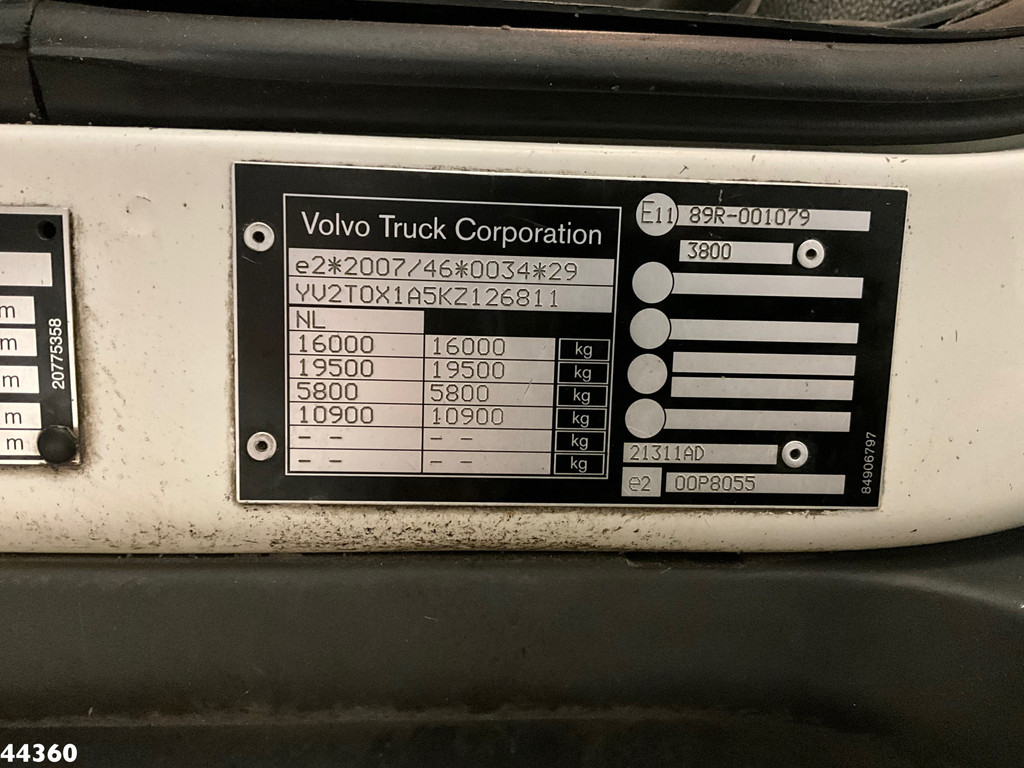 m
m
m
m
m
20775358
Volvo Truck Corporation
e2*2007/46*0034*29
YV2T0X1A5KZ126811
NL
16000 16000 kg
19500 19500 kg
5800 5800 kg
10900 10900 kg
– – – – kg
– – – – kg
E11 89R-001079
3800
21311AD
e2 00P8055
84906797
44360